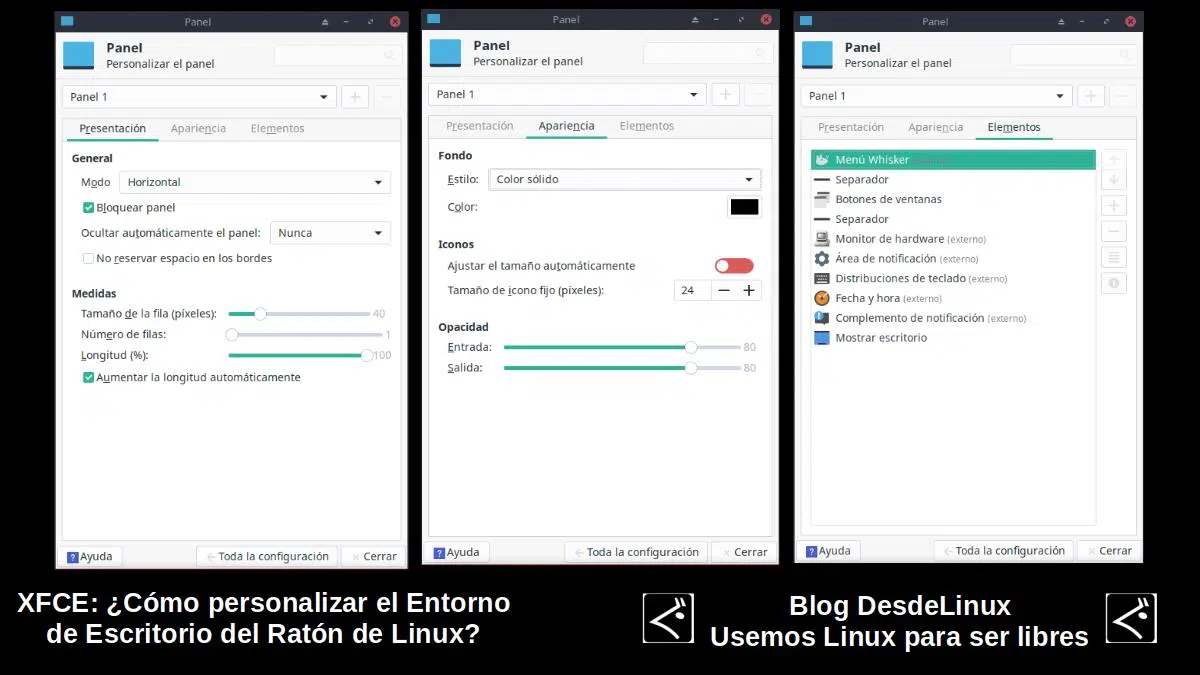 Panel
Panel
Personalizar el panel
Panel 1
Presentación Apariencia Elementos
General
Modo Horizontal
Bloquear panel
Ocultar automáticamente el panel: Nunca
No reservar espacio en los bordes
Medidas
Tamaño de la fila (píxeles): 40
Número de filas: 1
Longitud (%): 100
Aumentar la longitud automáticamente
? Ayuda Toda la configuración Cerrar
Panel
Panel
Personalizar el panel
Panel 1
Presentación Apariencia Elementos
Fondo
Estilo: Color sólido
Color:
Iconos
Ajustar el tamaño automáticamente
Tamaño de icono fijo (píxeles): 24
Opacidad
Entrada: 80
Salida: 80
? Ayuda Toda la configuración Cerrar
Panel
Panel
Personalizar el panel
Panel 1
Presentación Apariencia Elementos
Menú Whisker
Separador
Botones de ventanas
Separador
Monitor de hardware (externo)
Área de notificación (externo)
Distribuciones de teclado (externo)
Fecha y hora (externo)
Complemento de notificación (externo)
Mostrar escritorio
? Ayuda Toda la configuración Cerrar
XFCE: ¿Cómo personalizar el Entorno
de Escritorio del Ratón de Linux?
Blog DesdeLinux
Usemos Linux para ser libres